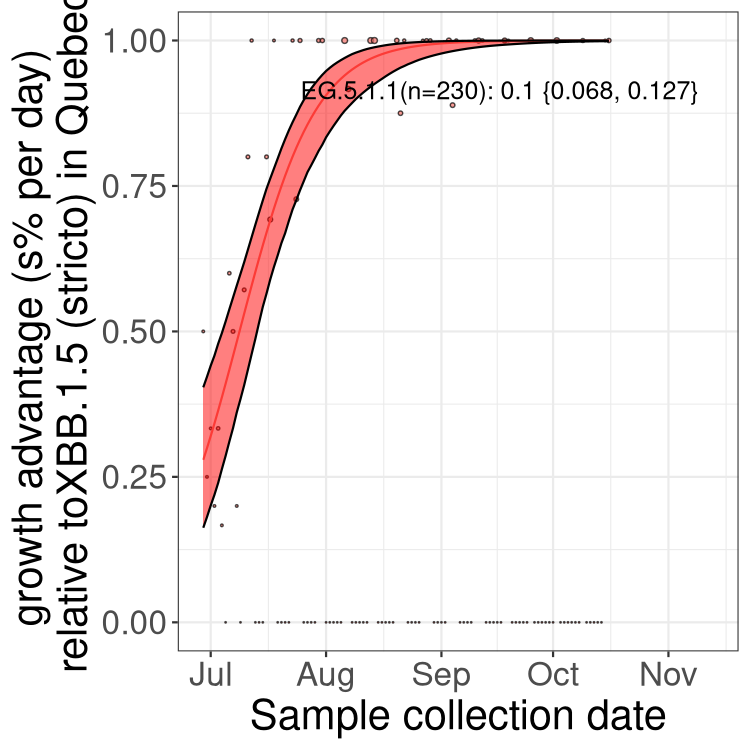 growth advantage (s% per day)
relative toXBB.1.5 (stricto) in Quebec
1.00
0.75
0.50
0.25
0.00
EG.5.1.1(n=230): 0.1 {0.068, 0.127}
Jul Aug Sep Oct Nov
Sample collection date